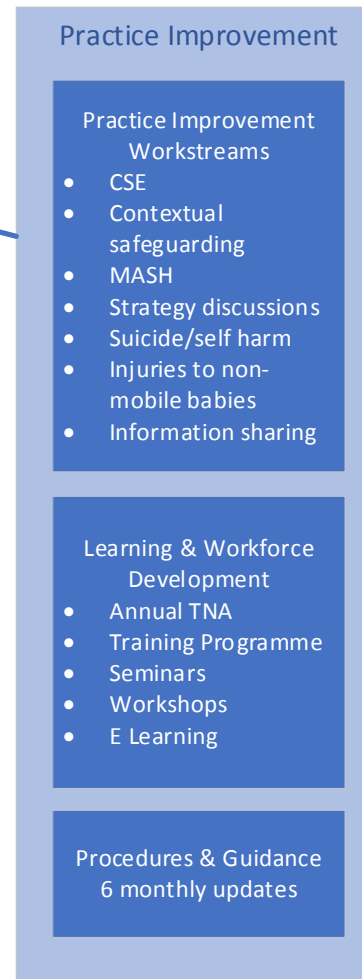 Practice Improvement
Practice Improvement
Workstreams
• CSE
• Contextual
safeguarding
• MASH
• Strategy discussions
• Suicide/self harm
• Injuries to non-
mobile babies
• Information sharing
Learning & Workforce
Development
• Annual TNA
• Training Programme
• Seminars
• Workshops
• E Learning
Procedures & Guidance
6 monthly updates